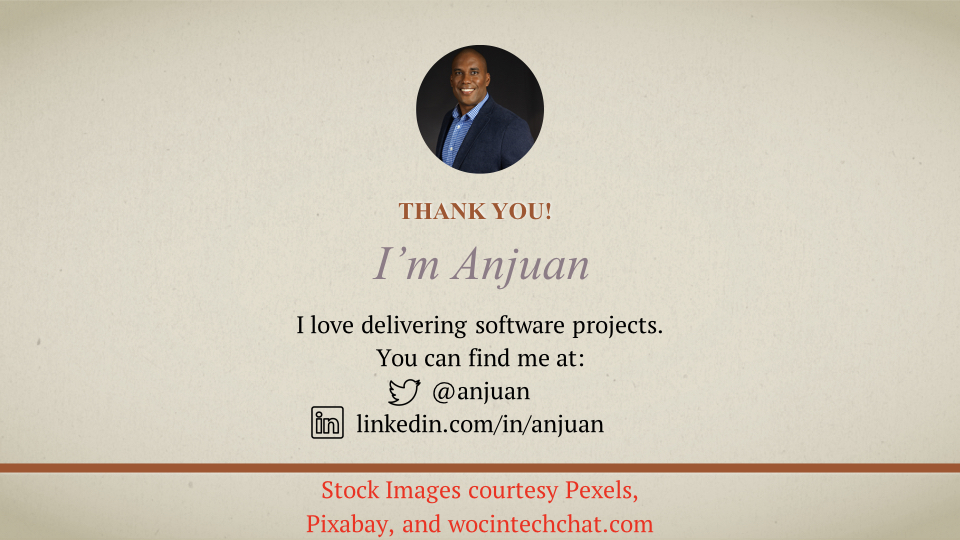 THANK YOU!
I’m Anjuan
I love delivering software projects.
You can find me at:
@anjuan
in linkedin.com/in/anjuan
Stock Images courtesy Pexels,
Pixabay, and wocintechchat.com